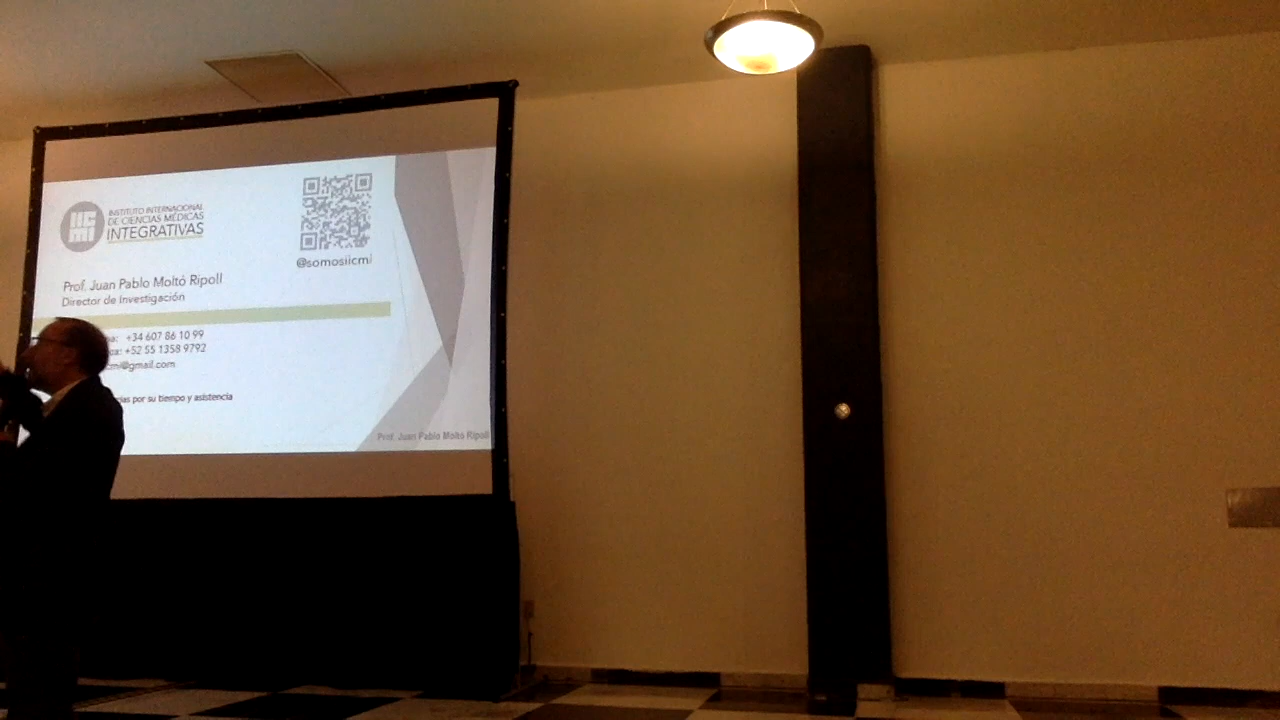 IICMI
INSTITUTO INTERNACIONAL
DE CIENCIAS MÉDICAS
INTEGRATIVAS
@somosiicmi
Prof. Juan Pablo Moltó Ripoll
Director de Investigación
+34 607 86 10 99
+52 55 1358 9792
cmi@gmail.com
por su tiempo y asistencia
Prof. Juan Pablo Moltó Ripoll